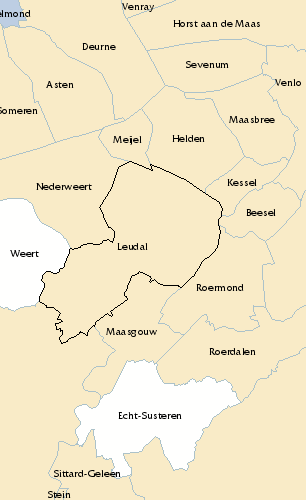 Venray
elmond
Horst aan de Maas
Deurne
Sevenum
Asten
Venlo
Someren
Maasbree
Meijel
Helden
Nederweert
Kessel
Beesel
Leudal
Weert
Roermond
Maasgouw
Roerdalen
Echt-Susteren
Sittard-Geleen
Stein